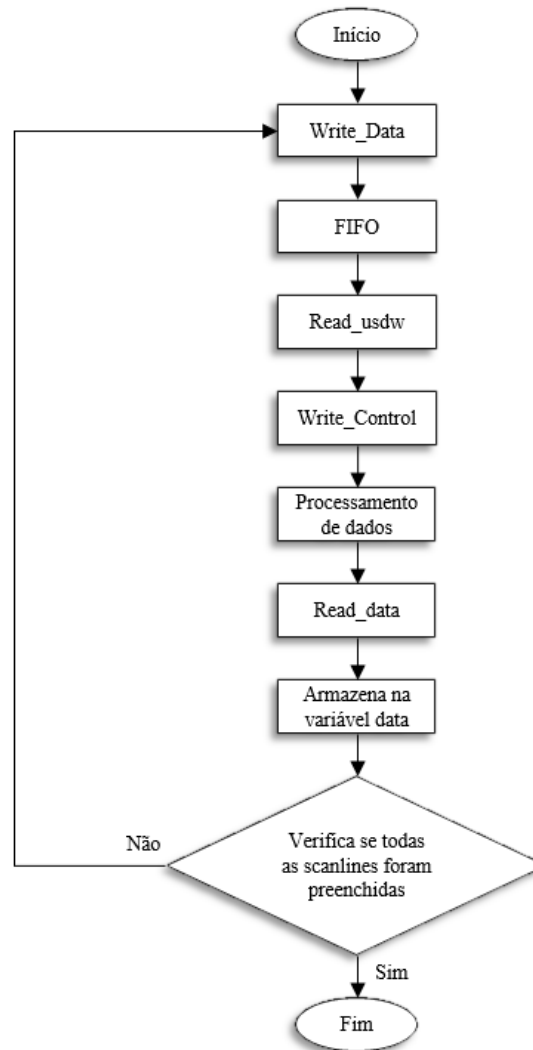 Início
Write_Data
FIFO
Read_usdw
Write_Control
Processamento
de dados
Read_data
Armazena na
variável data
Não
Verifica se todas
as scanlines foram
preenchidas
Sim
Fim